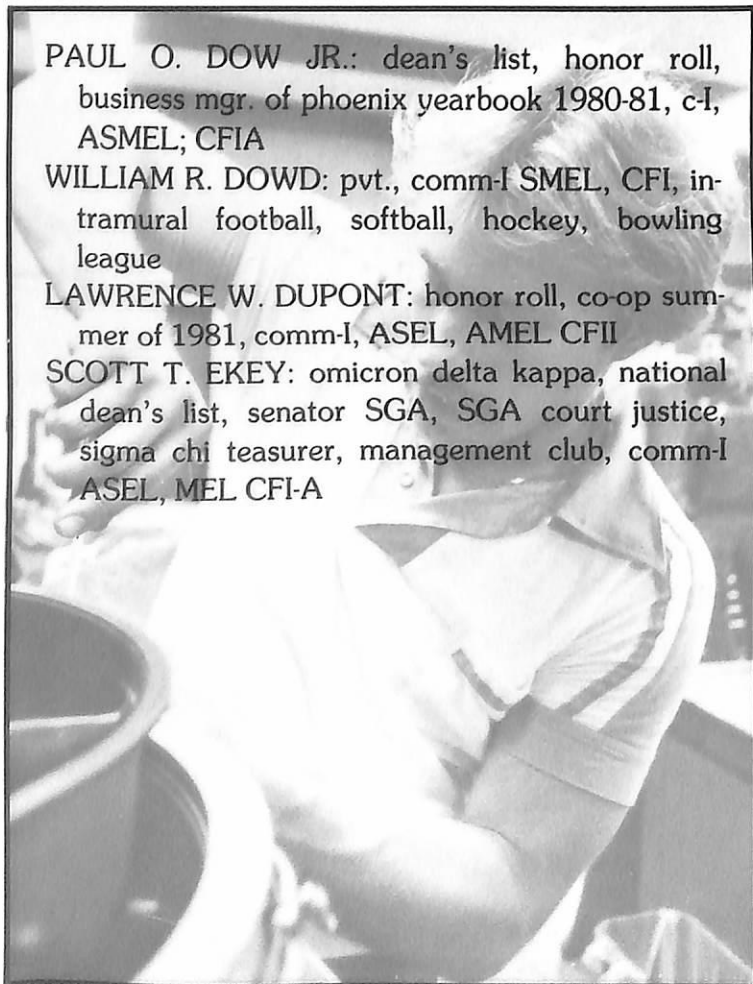 PAUL O. DOW JR.: dean's list, honor roll,
business mgr. of phoenix yearbook 1980-81, c-I,
ASMEL; CFIA
WILLIAM R. DOWD: pvt., comm-I SMEL, CFI, in-
tramural football, softball, hockey, bowling
league
LAWRENCE W. DUPONT: honor roll, co-op sum-
mer of 1981, comm-I, ASEL, AMEL CFII
SCOTT T. EKEY: omicron delta kappa, national
dean's list, senator SGA, SGA court justice,
sigma chi teasurer, management club, comm-I
ASEL, MEL CFI-A